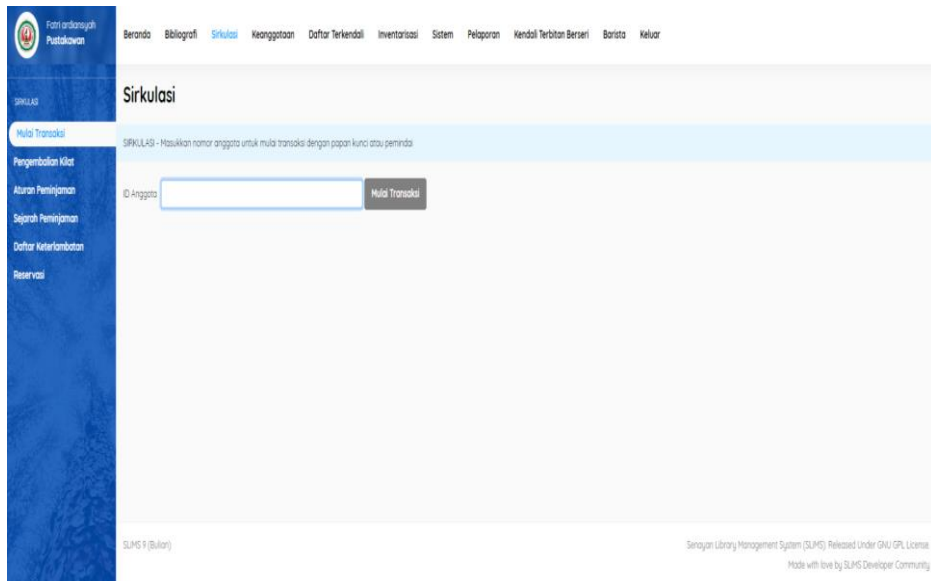 Fatri ardiansyah
Pustakawan
Beranda Bibliografi Sirkulasi Keanggotaan Daftar Terkendali Inventarisasi Sistem Pelaporan Kendali Terbitan Berseri Barista Keluar
SIRKULASI
Mulai Transaksi
Pengembalian Kilat
Aturan Peminjaman
Sejarah Peminjaman
Daftar Keterlambatan
Reservasi
Sirkulasi
SIRKULASI - Masukkan nomor anggota untuk mulai transaksi dengan papan kunci atau pemindai
ID Anggota
Mulai Transaksi
SLiMS 9 (Bulian)
Senayan Library Management System (SLiMS). Released Under GNU GPL License.
Made with love by SLiMS Developer Community